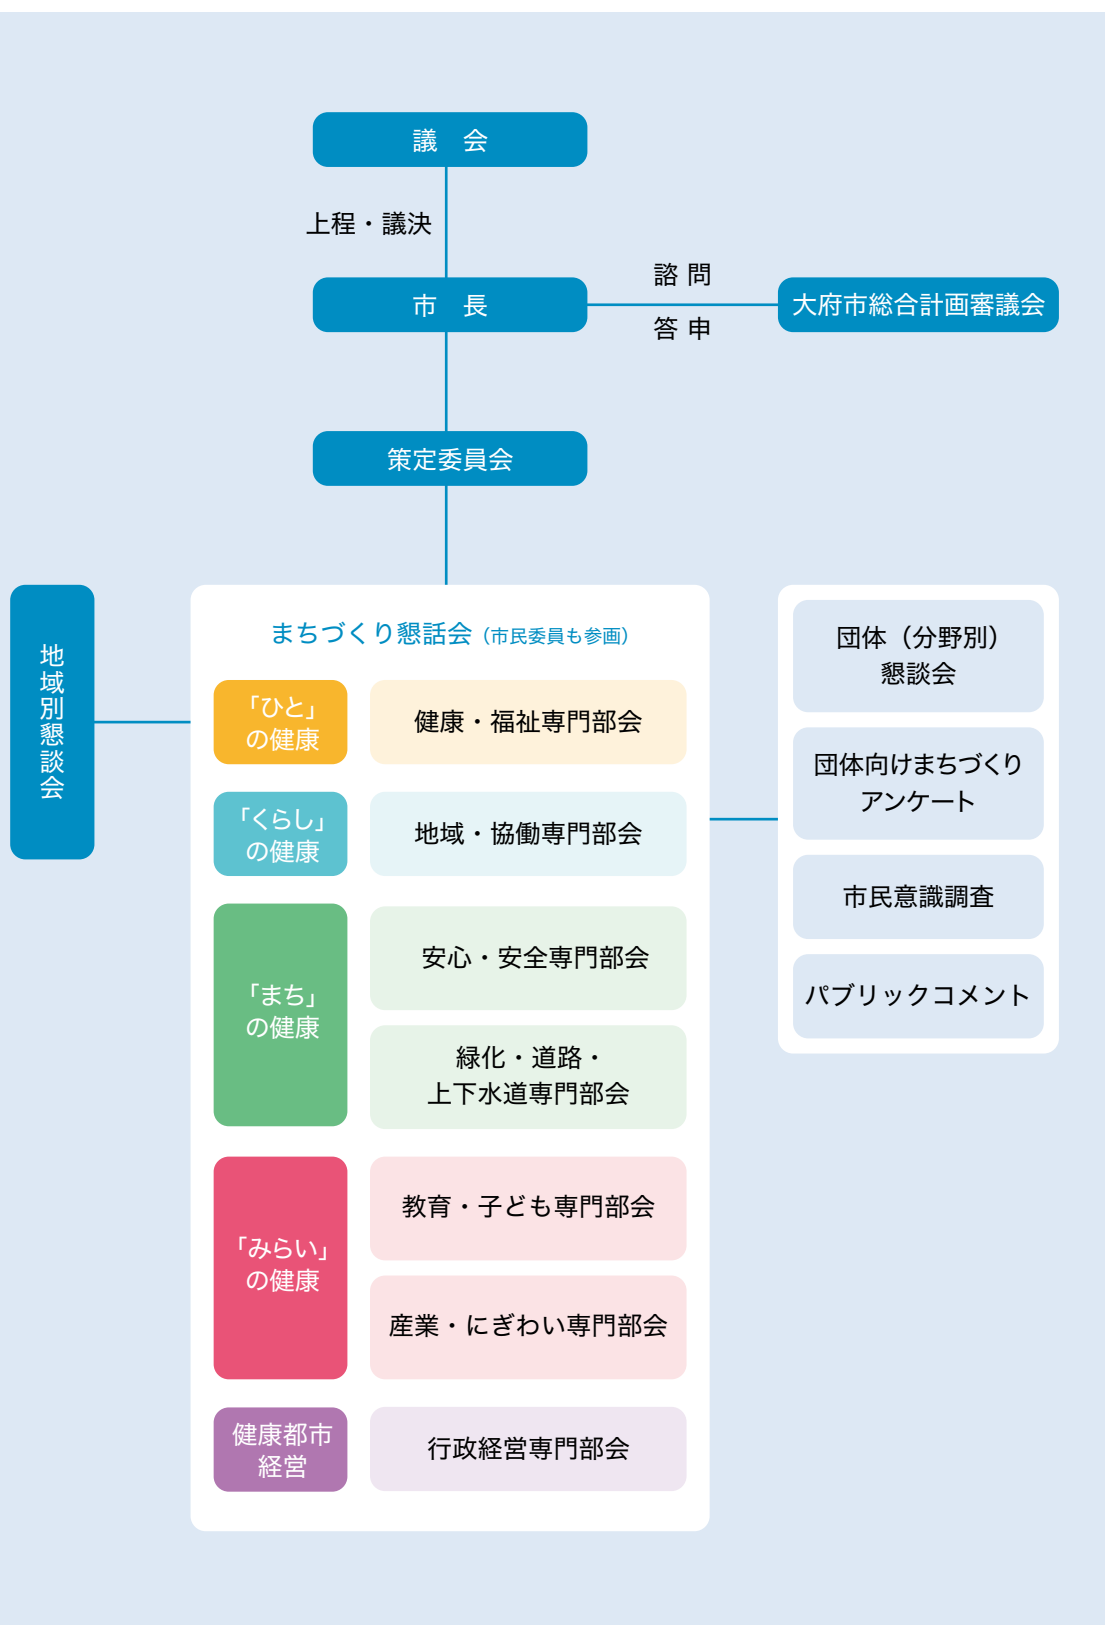 議　会
上程・議決
市　長
諮 問
答 申
大府市総合計画審議会
策定委員会
地域別懇談会
まちづくり懇話会（市民委員も参画）
「ひと」
の健康
健康・福祉専門部会
「くらし」
の健康
地域・協働専門部会
「まち」
の健康
安心・安全専門部会
緑化・道路・
上下水道専門部会
「みらい」
の健康
教育・子ども専門部会
産業・にぎわい専門部会
健康都市
経営
行政経営専門部会
団体（分野別）
懇談会
団体向けまちづくり
アンケート
市民意識調査
パブリックコメント